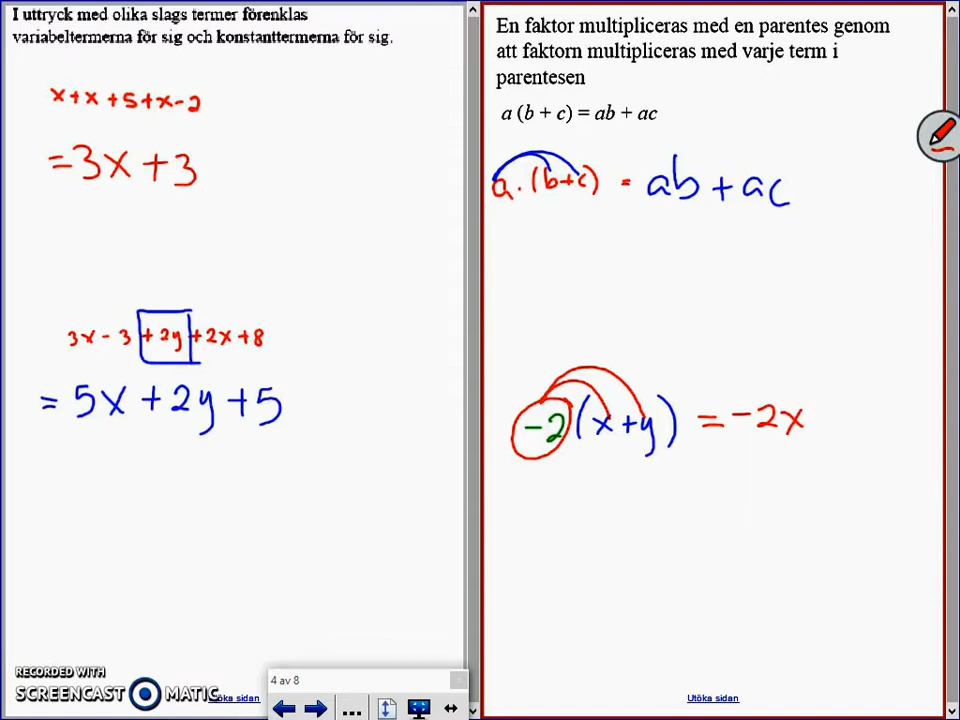 I uttryck med olika slags termer förenklas
variabeltermerna för sig och konstanttermerna för sig.
x+x+5+x-2
=3x+3
3x-3+2y+2x+8
=5x+2y+5
En faktor multipliceras med en parentes genom
att faktorn multipliceras med varje term i
parentesen
a (b + c) = ab + ac
a·(b+c) = ab+ac
-2(x+y) = -2x
RECORDED WITH
SCREENCAST MATIC
Utöka sidan
4 av 8
...
Utöka sidan